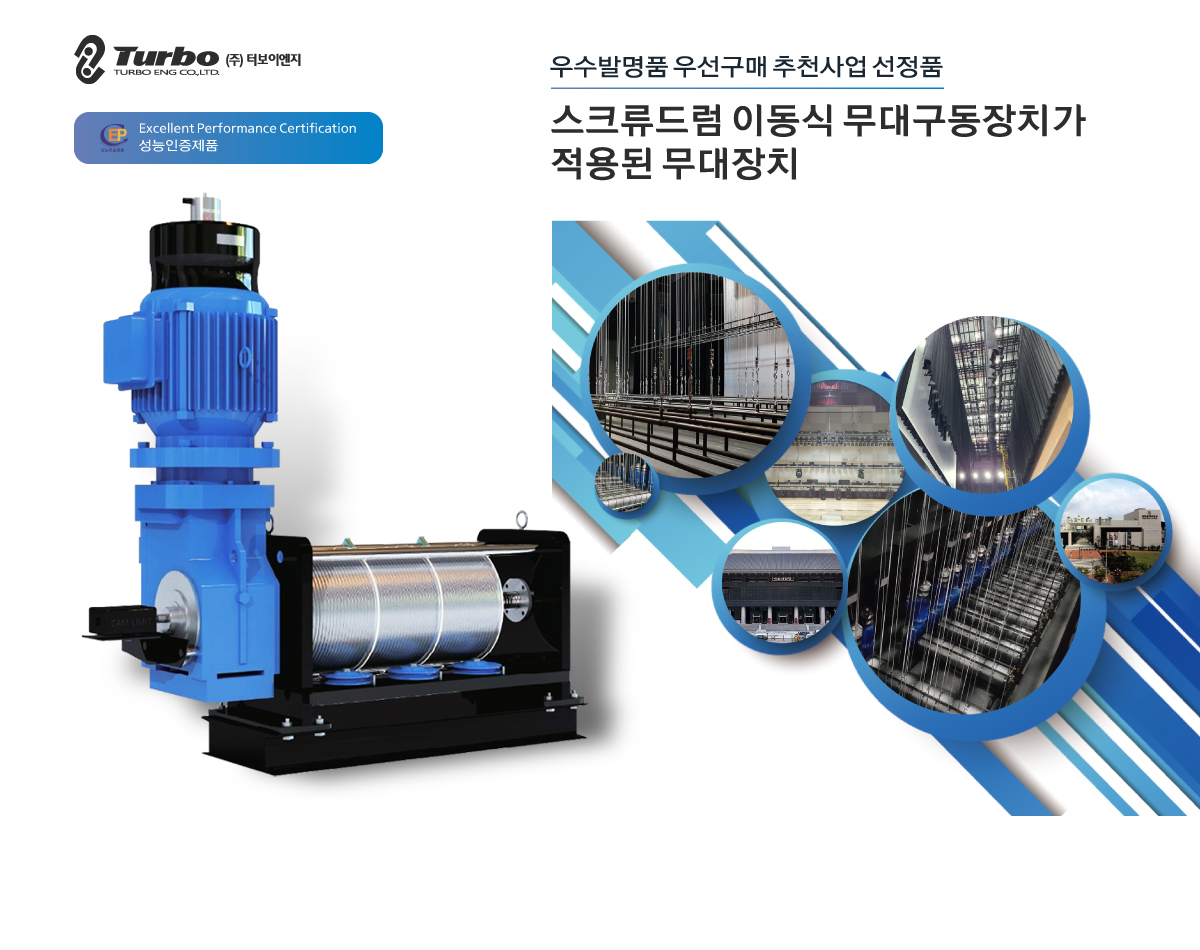 Turbo (주) 터보이엔지
TURBO ENG CO.,LTD.
Excellent Performance Certification
성능인증제품
우수발명품 우선구매 추천사업 선정품
스크류드럼 이동식 무대구동장치가
적용된 무대장치
CAM LIMIT